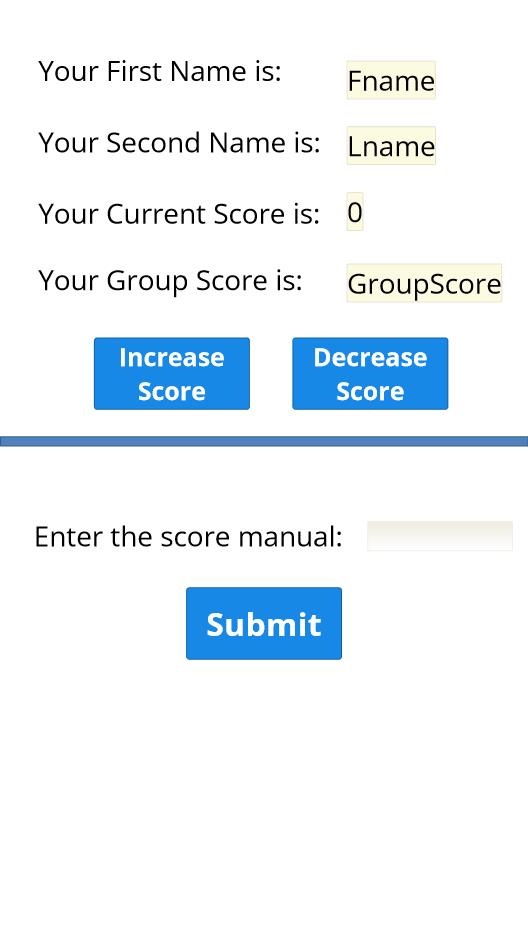 Your First Name is: Fname
Your Second Name is: Lname
Your Current Score is: 0
Your Group Score is: GroupScore
Increase
Score
Decrease
Score
Enter the score manual:
Submit